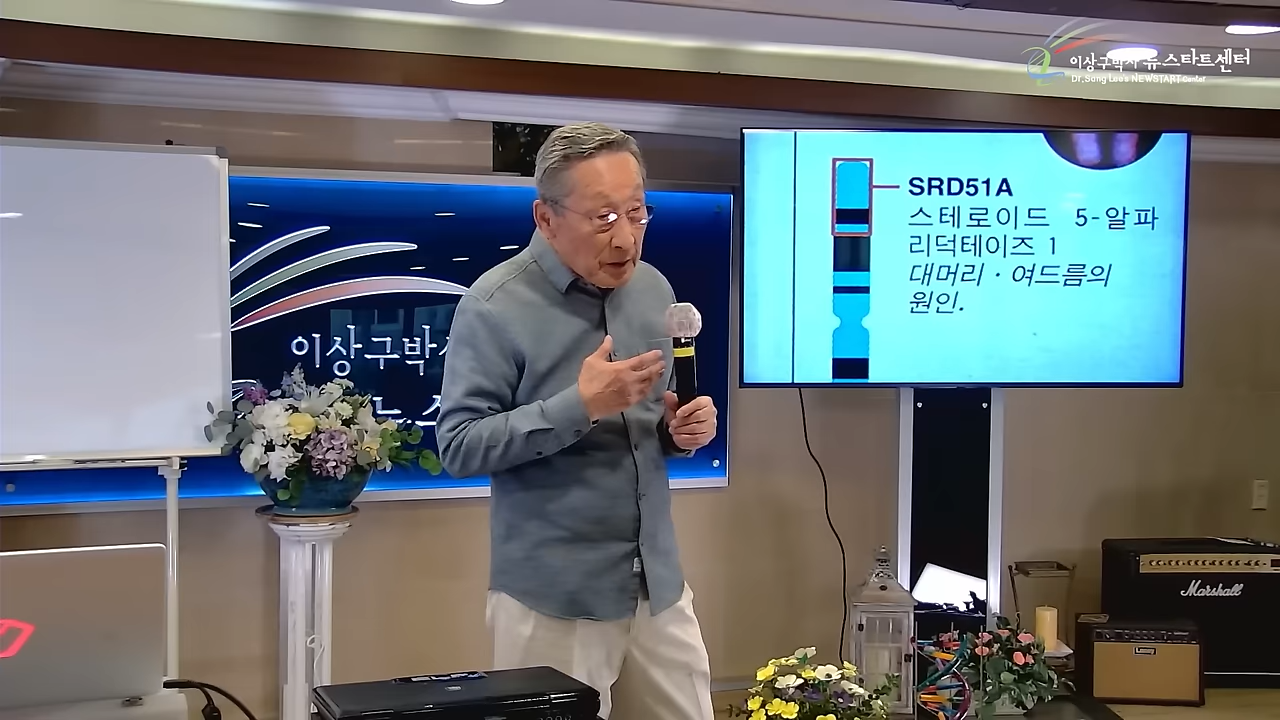 이상구박사 뉴스타트센터
Dr.Sang Lee's NEWSTART Center
SRD51A
스테로이드 5-알파
리덕테이즈 1
대머리 · 여드름의
원인.
이상구박
Marshall
Laney